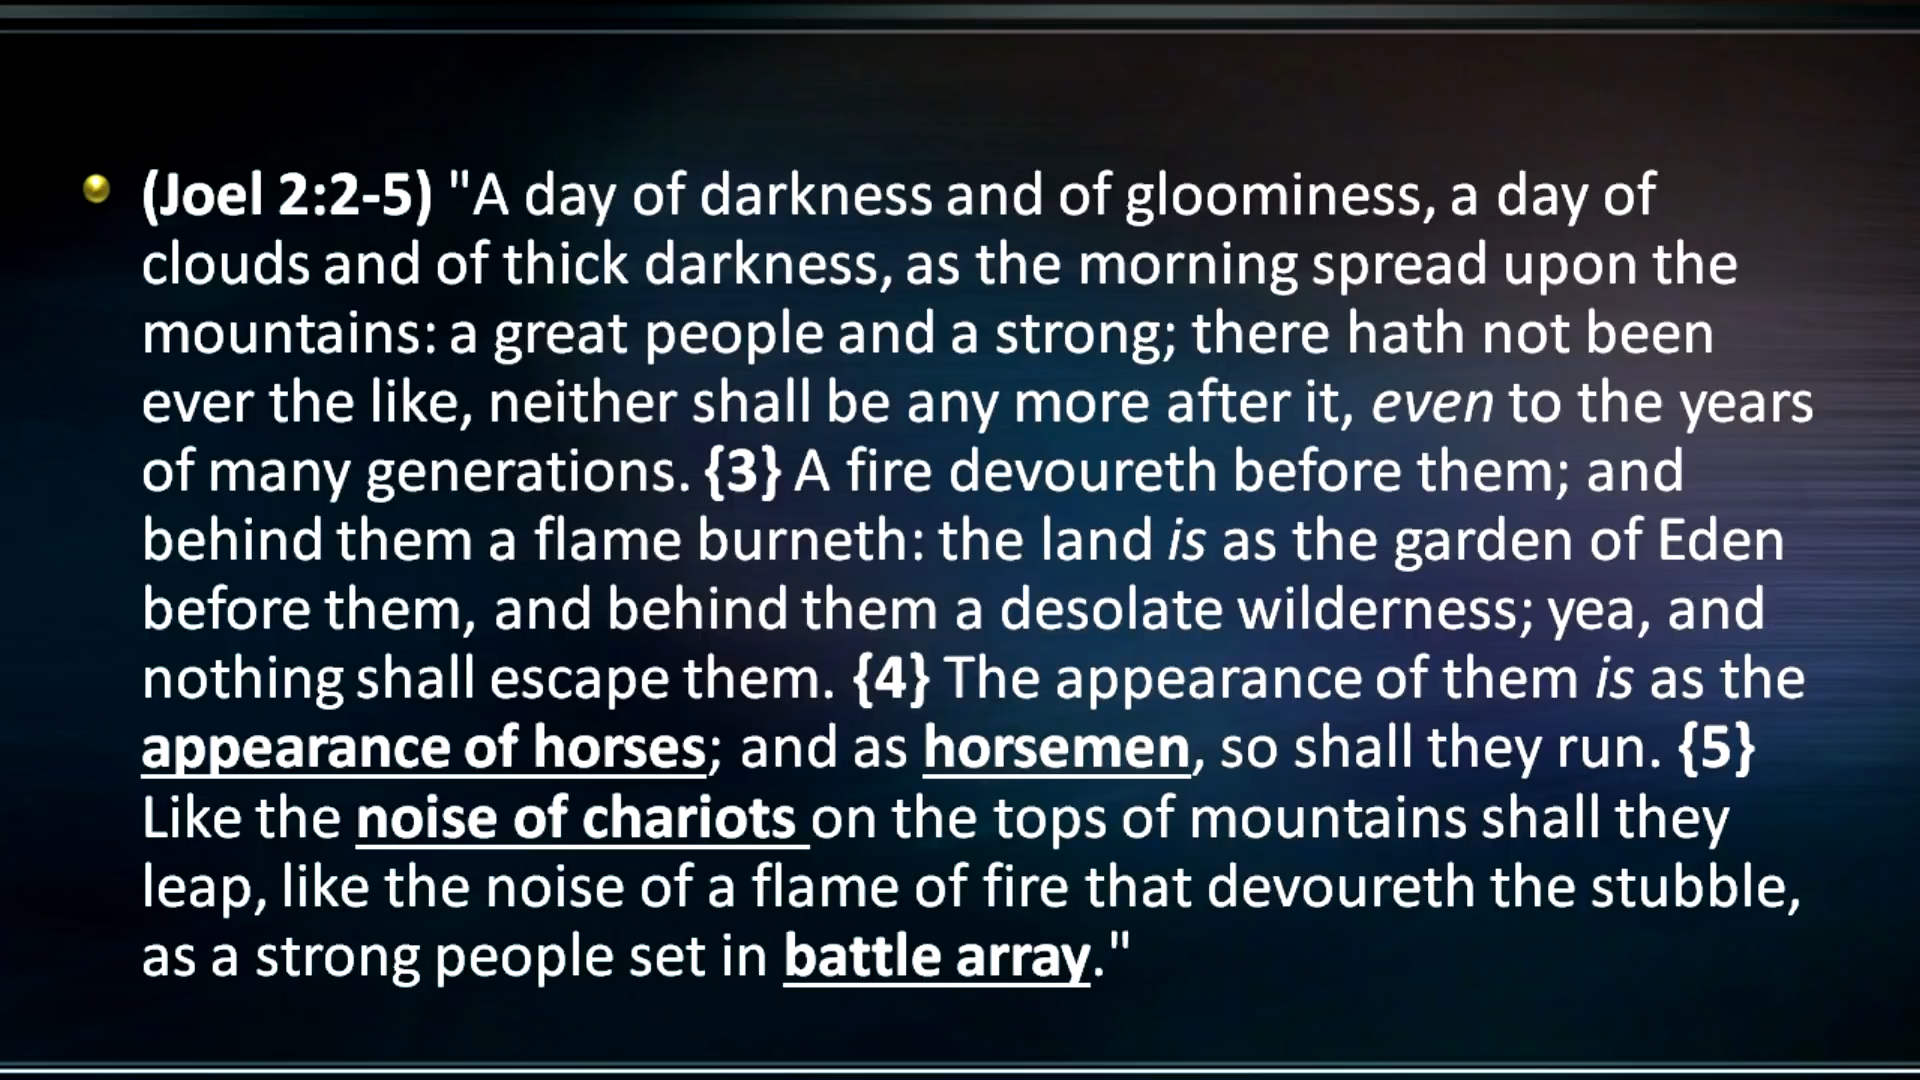 (Joel 2:2-5) "A day of darkness and of gloominess, a day of
clouds and of thick darkness, as the morning spread upon the
mountains: a great people and a strong; there hath not been
ever the like, neither shall be any more after it, even to the years
of many generations. {3} A fire devoureth before them; and
behind them a flame burneth: the land is as the garden of Eden
before them, and behind them a desolate wilderness; yea, and
nothing shall escape them. {4} The appearance of them is as the
appearance of horses; and as horsemen, so shall they run. {5}
Like the noise of chariots on the tops of mountains shall they
leap, like the noise of a flame of fire that devoureth the stubble,
as a strong people set in battle array."